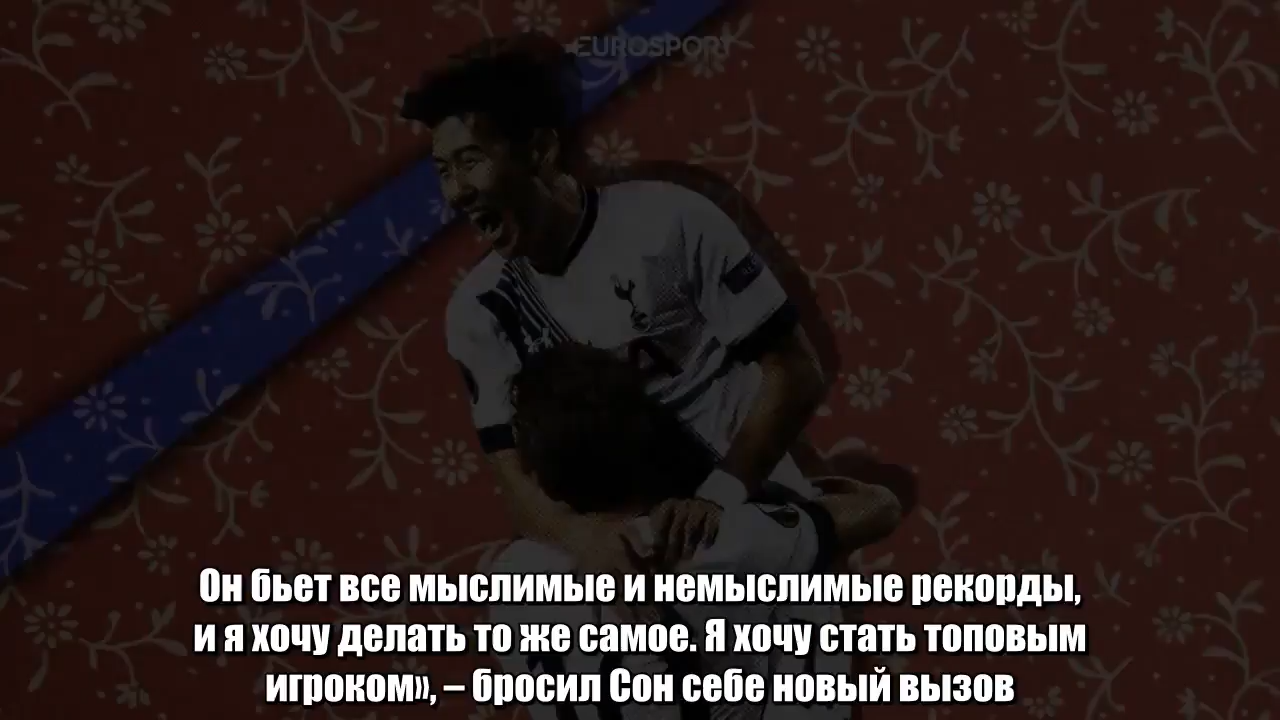 EUROSPORT
Он бьет все мыслимые и немыслимые рекорды,
и я хочу делать то же самое. Я хочу стать топовым
игроком», – бросил Сон себе новый вызов